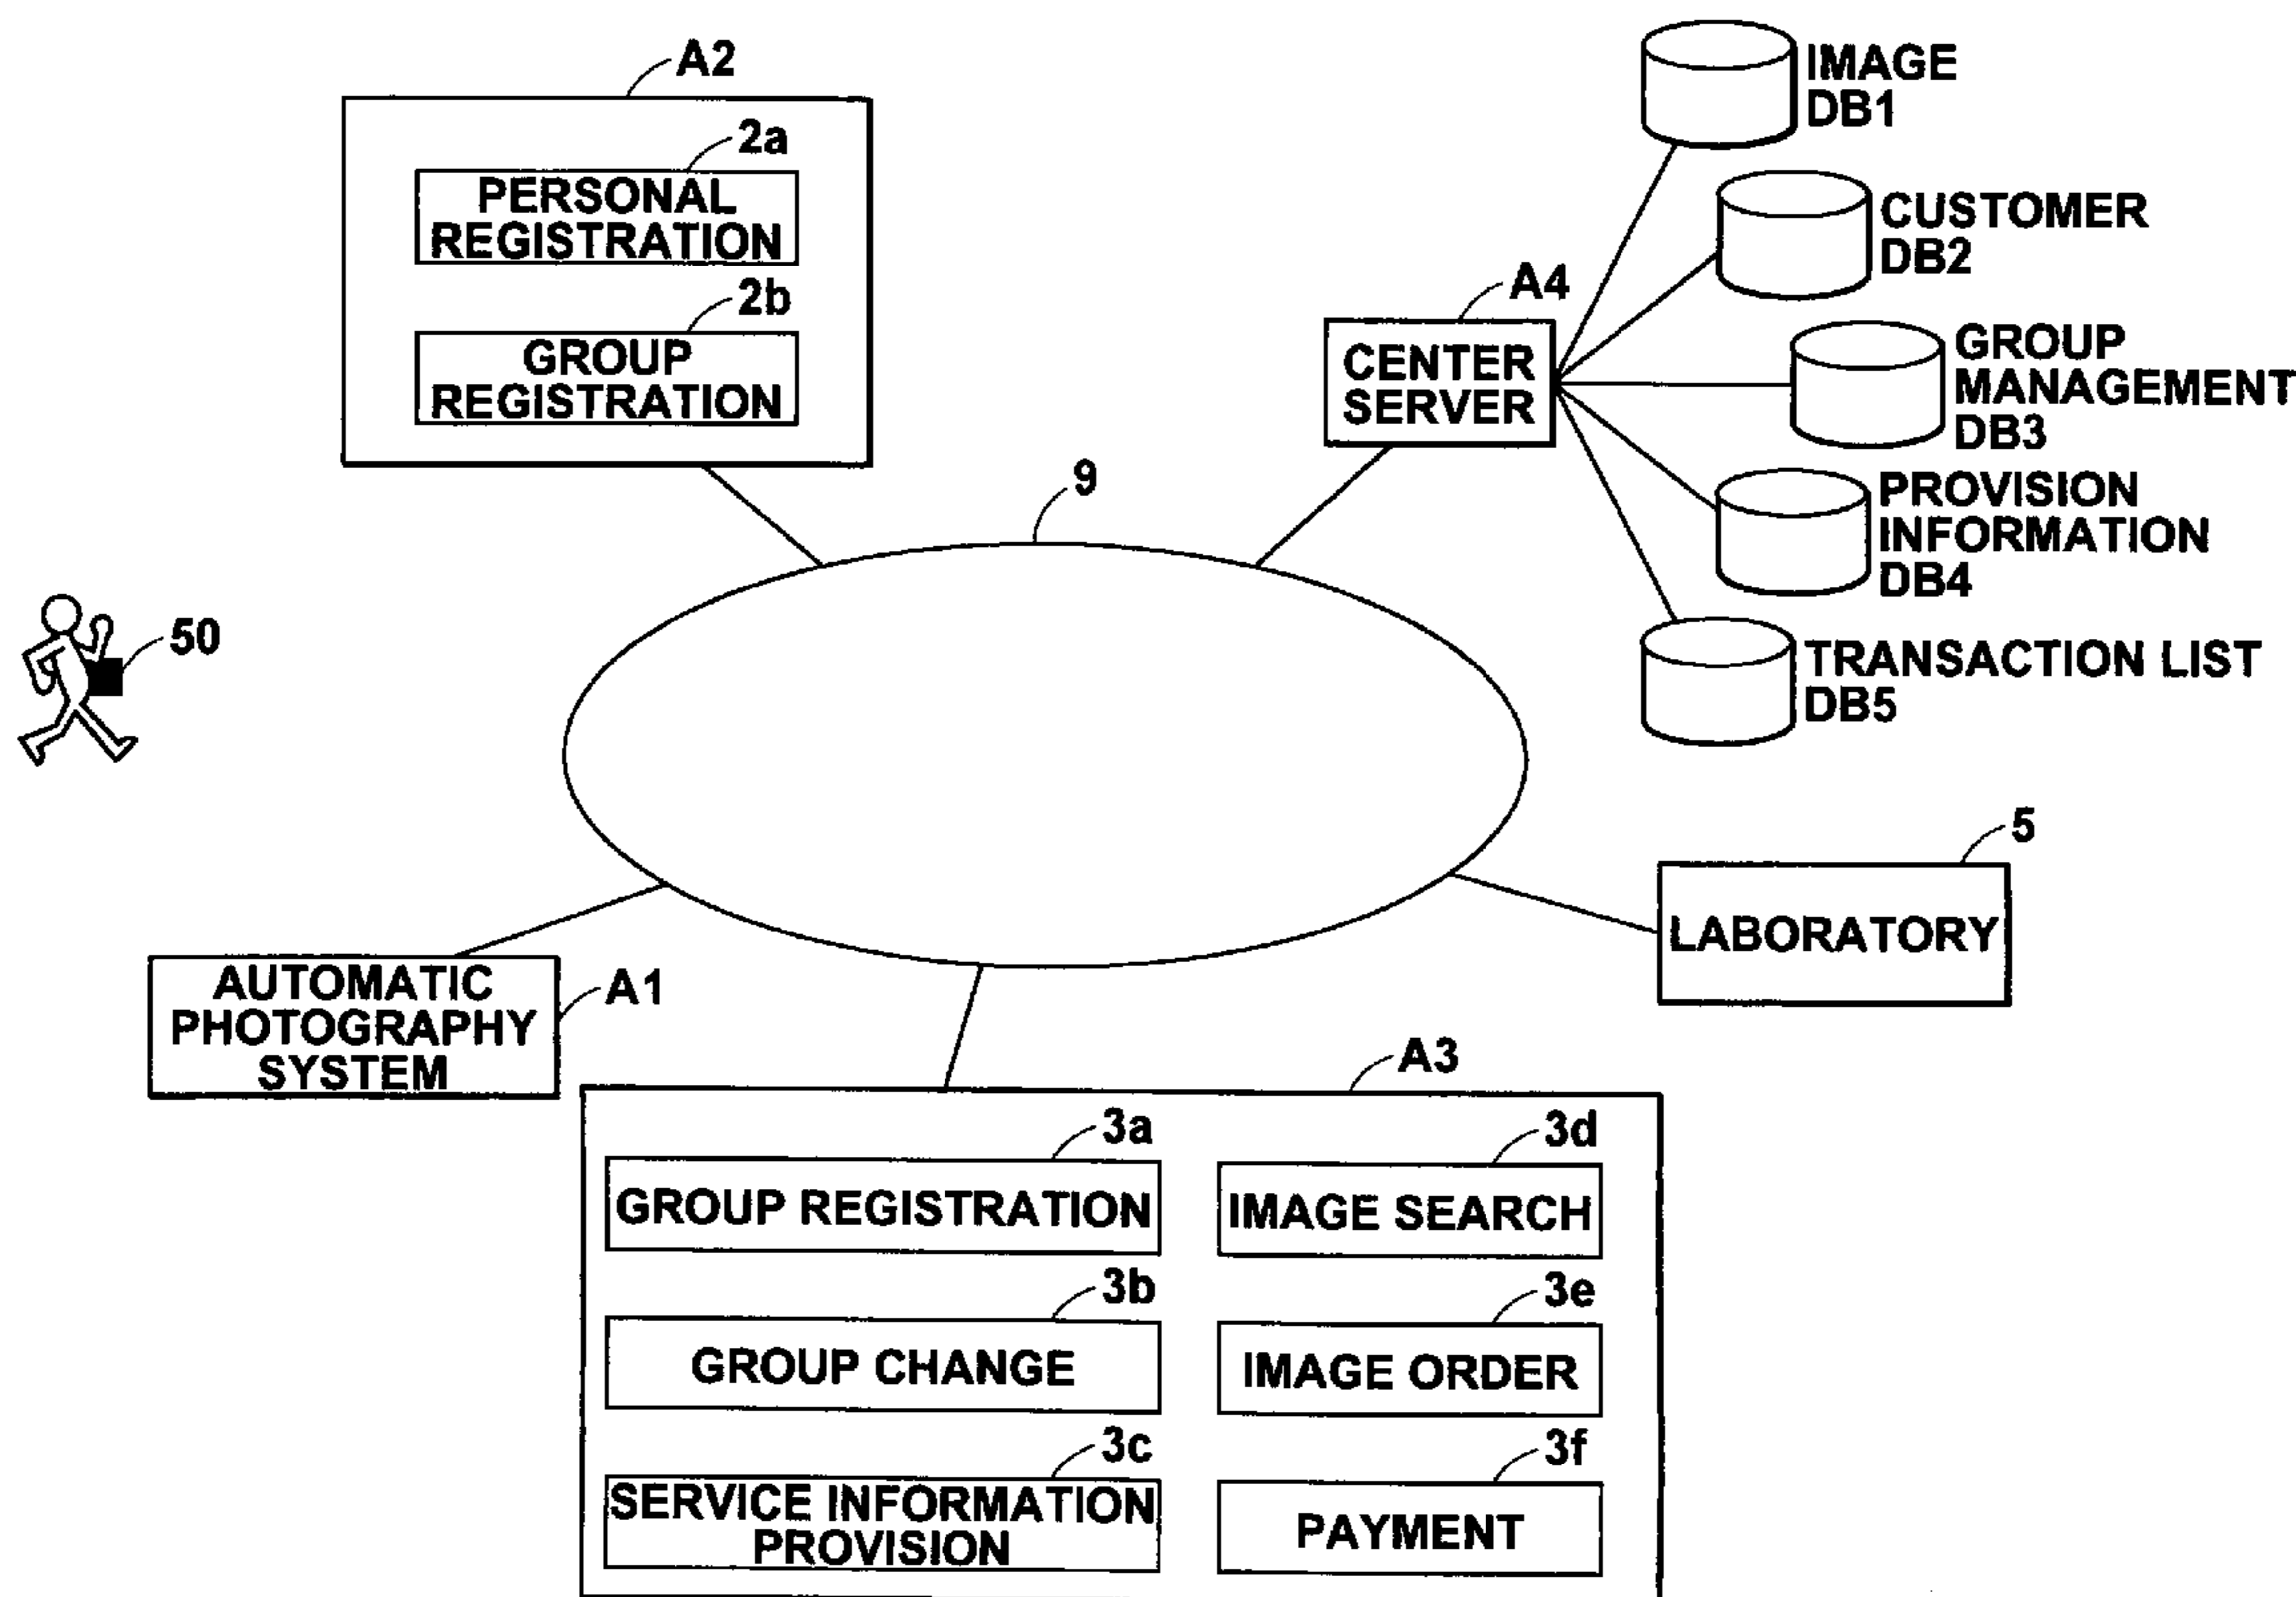 A2
2a
PERSONAL
REGISTRATION
2b
GROUP
REGISTRATION
IMAGE
DB1
CUSTOMER
DB2
A4
CENTER
SERVER
GROUP
MANAGEMENT
DB3
PROVISION
INFORMATION
DB4
TRANSACTION LIST
DB5
9
50
5
LABORATORY
AUTOMATIC
PHOTOGRAPHY
SYSTEM
A1
A3
3a
GROUP REGISTRATION
3d
IMAGE SEARCH
3b
GROUP CHANGE
3e
IMAGE ORDER
3c
SERVICE INFORMATION
PROVISION
3f
PAYMENT